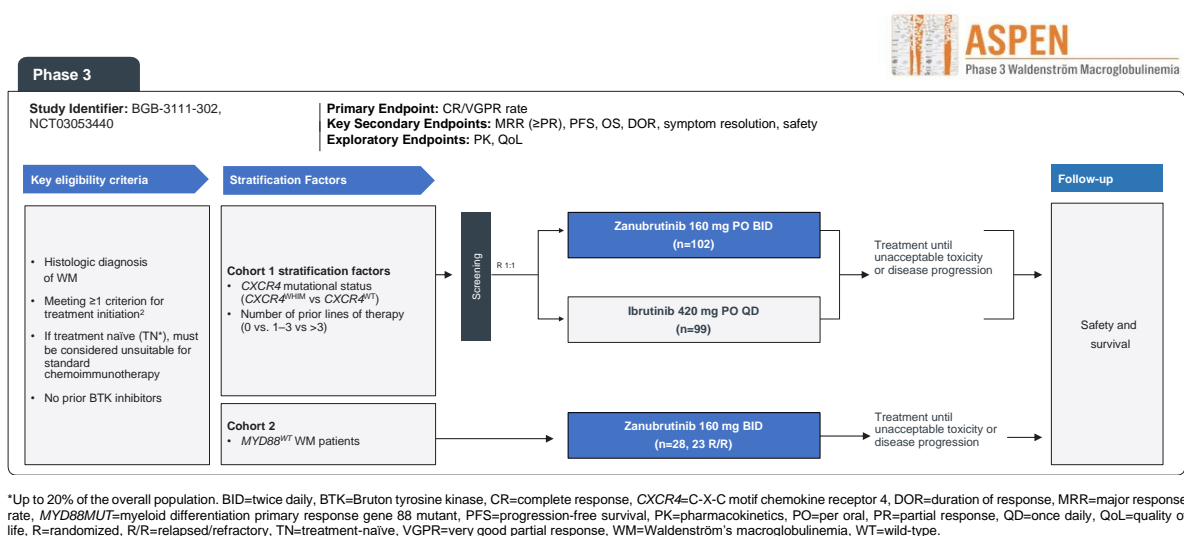 ASPEN
Phase 3 Waldenström Macroglobulinemia
Phase 3
Study Identifier: BGB-3111-302,
NCT03053440
Primary Endpoint: CR/VGPR rate
Key Secondary Endpoints: MRR (≥PR), PFS, OS, DOR, symptom resolution, safety
Exploratory Endpoints: PK, QoL
Key eligibility criteria
Stratification Factors
Follow-up
• Histologic diagnosis
of WM
• Meeting ≥1 criterion for
treatment initiation²
• If treatment naïve (TN*), must
be considered unsuitable for
standard
chemoimmunotherapy
• No prior BTK inhibitors
Cohort 1 stratification factors
• CXCR4 mutational status
(CXCR4ᵂᴴᴵᴹ vs CXCR4ᵂᵀ)
• Number of prior lines of therapy
(0 vs. 1–3 vs >3)
Cohort 2
• MYD88ᵂᵀ WM patients
Screening
R 1:1
Zanubrutinib 160 mg PO BID
(n=102)
Ibrutinib 420 mg PO QD
(n=99)
Treatment until
unacceptable toxicity
or disease progression
Zanubrutinib 160 mg BID
(n=28, 23 R/R)
Treatment until
unacceptable toxicity or
disease progression
Safety and
survival
*Up to 20% of the overall population. BID=twice daily, BTK=Bruton tyrosine kinase, CR=complete response, CXCR4=C-X-C motif chemokine receptor 4, DOR=duration of response, MRR=major response
rate, MYD88MUT=myeloid differentiation primary response gene 88 mutant, PFS=progression-free survival, PK=pharmacokinetics, PO=per oral, PR=partial response, QD=once daily, QoL=quality of
life, R=randomized, R/R=relapsed/refractory, TN=treatment-naïve, VGPR=very good partial response, WM=Waldenström's macroglobulinemia, WT=wild-type.